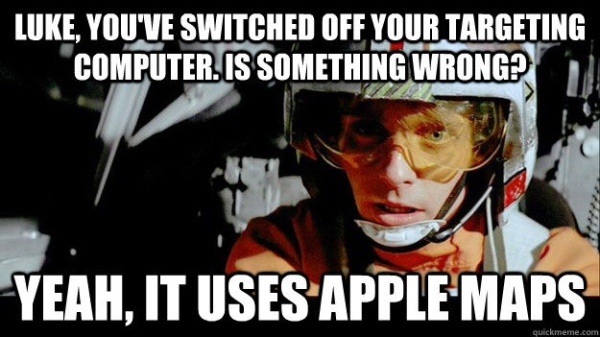 LUKE, YOU'VE SWITCHED OFF YOUR TARGETING
COMPUTER. IS SOMETHING WRONG?
YEAH, IT USES APPLE MAPS
quickmeme.com